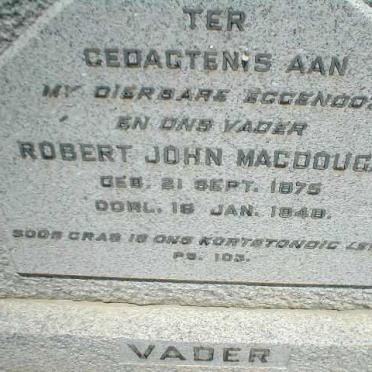 TER
GEDAGTENIS AAN
MY DIERBARE EGGENOO
EN ONS VADER
ROBERT JOHN MACDOUG
GEB. 21 SEPT. 1875
OORL. 16 JAN. 1948.
SOOS GRAS IS ONS KORTSTONDIG LE
PS. 103.
VADER